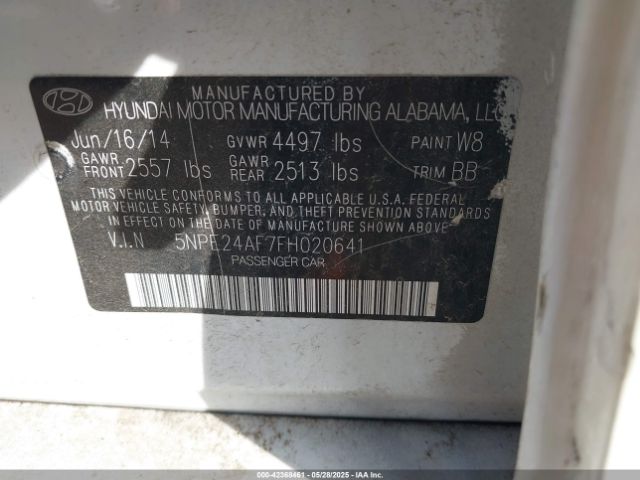 MANUFACTURED BY
HYUNDAI MOTOR MANUFACTURING ALABAMA, LLC
Jun/16/14 GVWR 4497 lbs PAINT W8
GAWR FRONT 2557 lbs GAWR REAR 2513 lbs TRIM BB
THIS VEHICLE CONFORMS TO ALL APPLICABLE U.S.A. FEDERAL
MOTOR VEHICLE SAFETY, BUMPER, AND THEFT PREVENTION STANDARDS
IN EFFECT ON THE DATE OF MANUFACTURE SHOWN ABOVE.
V.I.N 5NPE24AF7FH020641
PASSENGER CAR
000-42368461 - 05/28/2025 - IAAI.COM